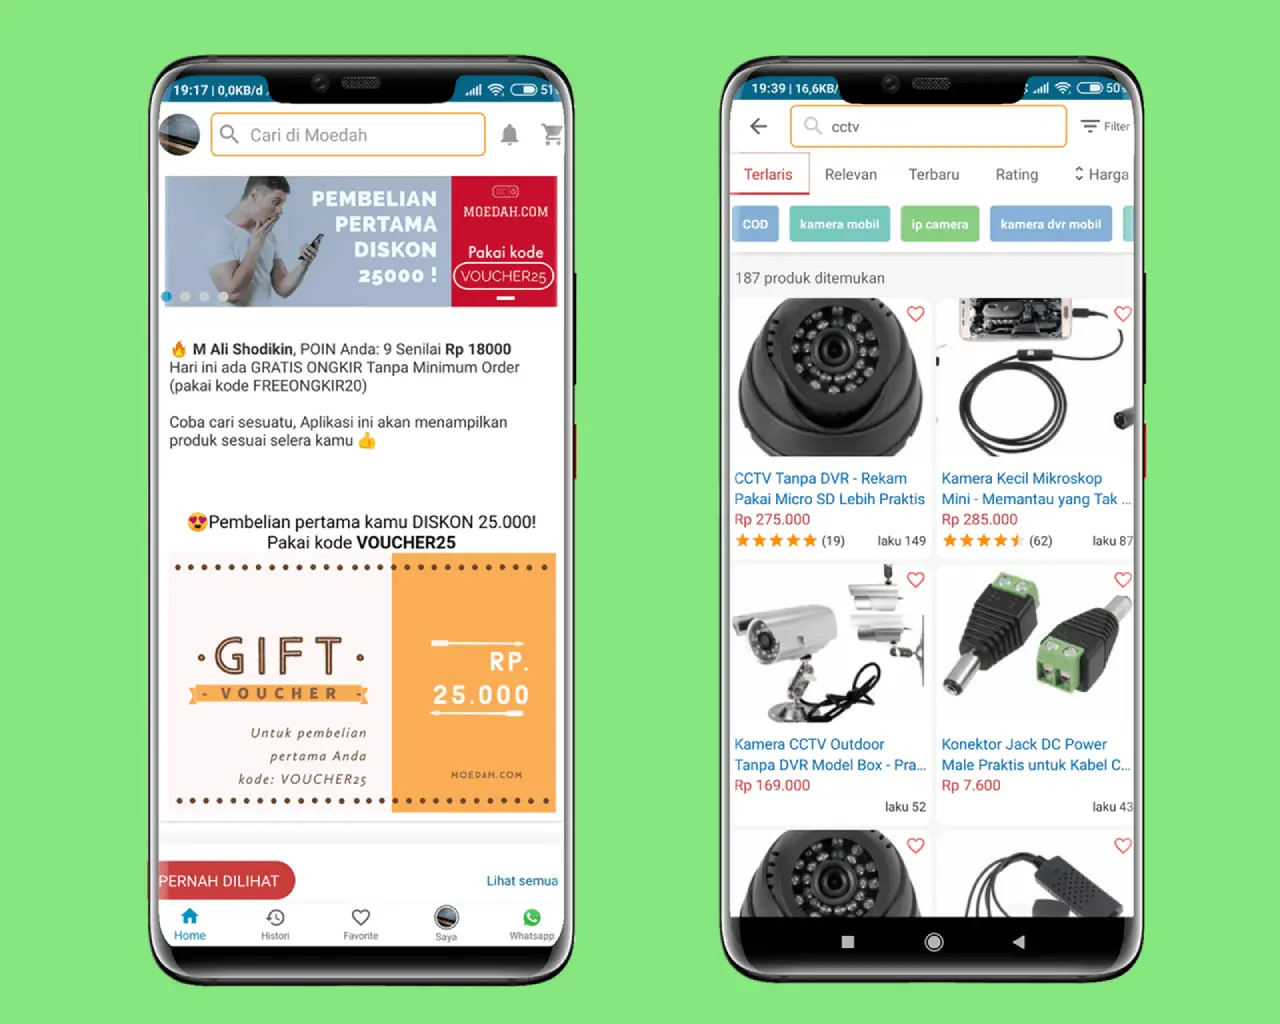 19:17 | 0,0KB/d
51
Cari di Moedah
PEMBELIAN
PERTAMA
DISKON
25000 !
MOEDAH.COM
Pakai kode
VOUCHER25
🔥 M Ali Shodikin, POIN Anda: 9 Senilai Rp 18000
Hari ini ada GRATIS ONGKIR Tanpa Minimum Order
(pakai kode FREEONGKIR20)
Coba cari sesuatu, Aplikasi ini akan menampilkan
produk sesuai selera kamu 👍
😍Pembelian pertama kamu DISKON 25.000!
Pakai kode VOUCHER25
GIFT
- VOUCHER -
Untuk pembelian
pertama Anda
kode: VOUCHER25
RP.
25.000
MOEDAH.COM
PERNAH DILIHAT
Lihat semua
Home
Histori
Favorite
Saya
Whatsapp
19:39 | 16,6KB/
50
cctv
Filter
Terlaris
Relevan
Terbaru
Rating
Harga
COD
kamera mobil
ip camera
kamera dvr mobil
187 produk ditemukan
CCTV Tanpa DVR - Rekam
Pakai Micro SD Lebih Praktis
Rp 275.000
(19)
laku 149
Kamera Kecil Mikroskop
Mini - Memantau yang Tak ...
Rp 285.000
(62)
laku 87
Kamera CCTV Outdoor
Tanpa DVR Model Box - Pra...
Rp 169.000
laku 52
Konektor Jack DC Power
Male Praktis untuk Kabel C...
Rp 7.600
laku 43